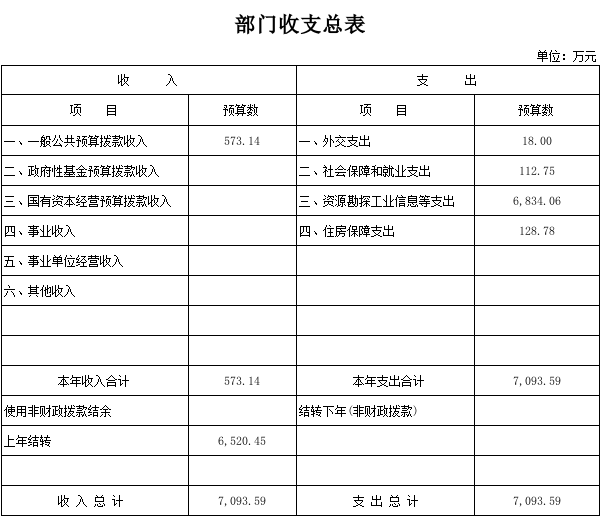 部门收支总表
单位：万元
收 入 支 出
项 目 预算数 项 目 预算数
一、一般公共预算拨款收入 573.14 一、外交支出 18.00
二、政府性基金预算拨款收入 二、社会保障和就业支出 112.75
三、国有资本经营预算拨款收入 三、资源勘探工业信息等支出 6,834.06
四、事业收入 四、住房保障支出 128.78
五、事业单位经营收入
六、其他收入
本年收入合计 573.14 本年支出合计 7,093.59
使用非财政拨款结余 结转下年(非财政拨款)
上年结转 6,520.45
收 入 总 计 7,093.59 支 出 总 计 7,093.59